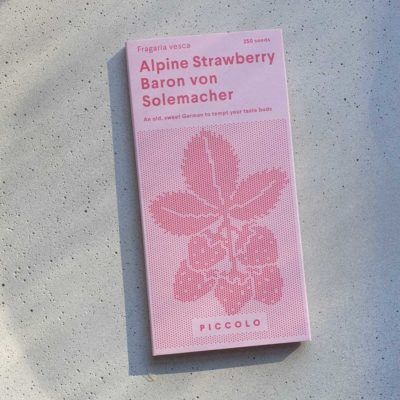 Fragaria vesca
250 seeds
Alpine Strawberry
Baron von
Solemacher
An old, sweet German to tempt your taste buds
PICCOLO